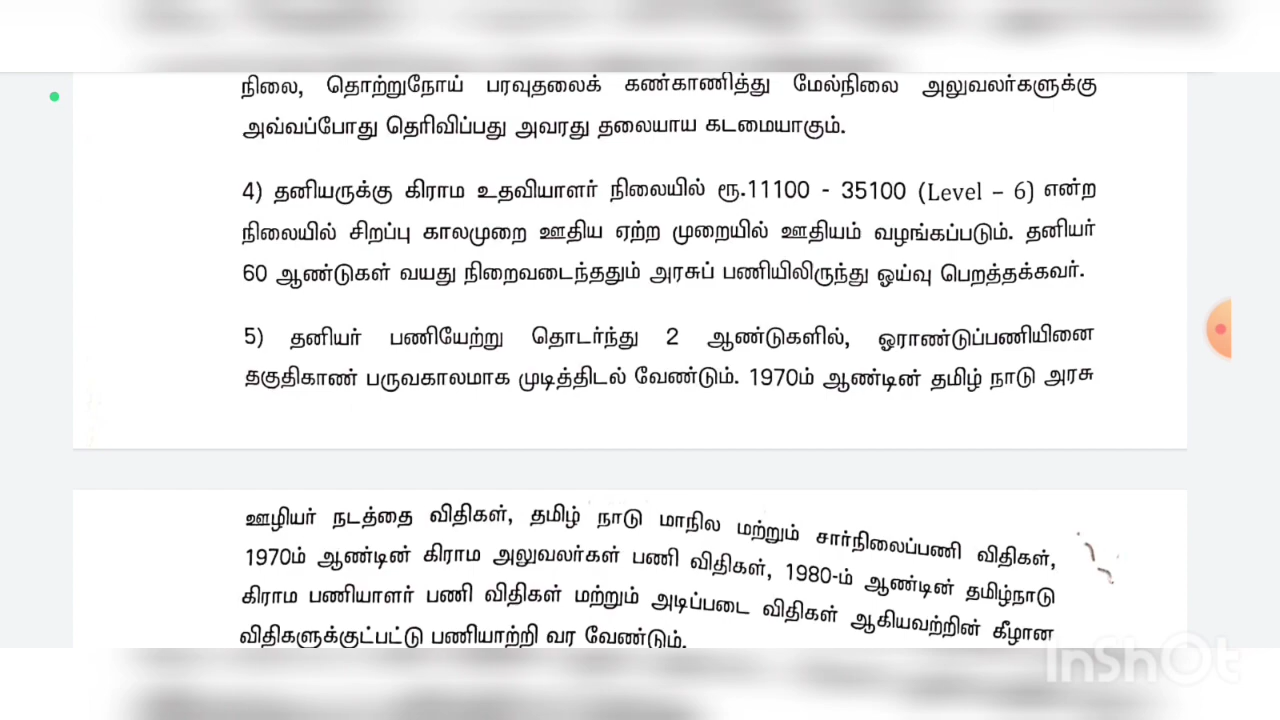 நிலை, தொற்றுநோய் பரவுதலைக் கண்காணித்து மேல்நிலை அலுவலர்களுக்கு
அவ்வப்போது தெரிவிப்பது அவரது தலையாய கடமையாகும்.
4) தனியருக்கு கிராம உதவியாளர் நிலையில் ரூ.11100 - 35100 (Level – 6) என்ற
நிலையில் சிறப்பு காலமுறை ஊதிய ஏற்ற முறையில் ஊதியம் வழங்கப்படும். தனியர்
60 ஆண்டுகள் வயது நிறைவடைந்ததும் அரசுப் பணியிலிருந்து ஓய்வு பெறத்தக்கவர்.
5) தனியர் பணியேற்று தொடர்ந்து 2 ஆண்டுகளில், ஓராண்டுப்பணியினை
தகுதிகாண் பருவகாலமாக முடித்திடல் வேண்டும். 1970ம் ஆண்டின் தமிழ் நாடு அரசு
ஊழியர் நடத்தை விதிகள், தமிழ் நாடு மாநில மற்றும் சார்நிலைப்பணி விதிகள்,
1970ம் ஆண்டின் கிராம அலுவலர்கள் பணி விதிகள், 1980-ம் ஆண்டின் தமிழ்நாடு
கிராம பணியாளர் பணி விதிகள் மற்றும் அடிப்படை விதிகள் ஆகியவற்றின் கீழான
விதிகளுக்குட்பட்டு பணியாற்றி வர வேண்டும்.
InShOt